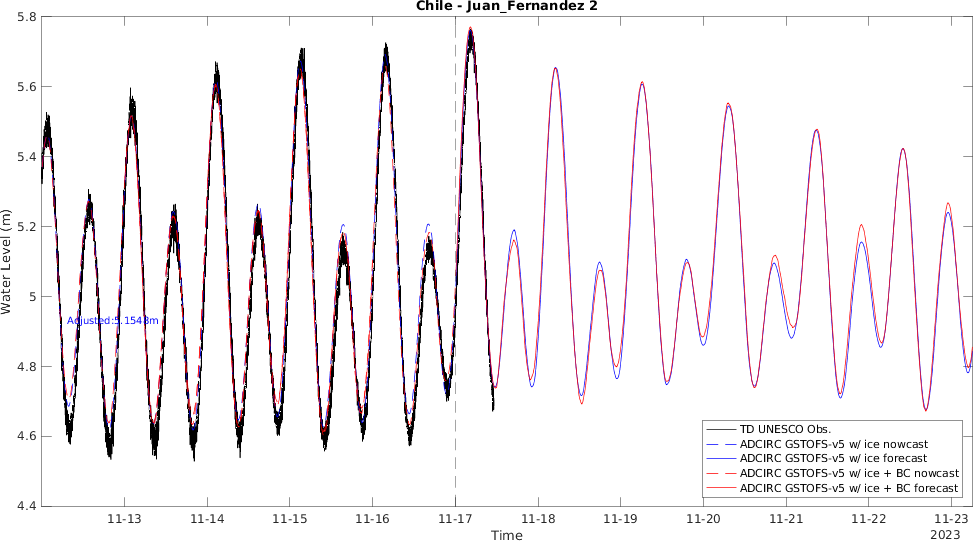 Chile - Juan_Fernandez 2
5.8
5.6
5.4
5.2
5
4.8
4.6
4.4
Water Level (m)
Adjusted:5.1543m
TD UNESCO Obs.
ADCIRC GSTOFS-v5 w/ ice nowcast
ADCIRC GSTOFS-v5 w/ ice forecast
ADCIRC GSTOFS-v5 w/ ice + BC nowcast
ADCIRC GSTOFS-v5 w/ ice + BC forecast
11-13 11-14 11-15 11-16 11-17 11-18 11-19 11-20 11-21 11-22 11-23
2023
Time